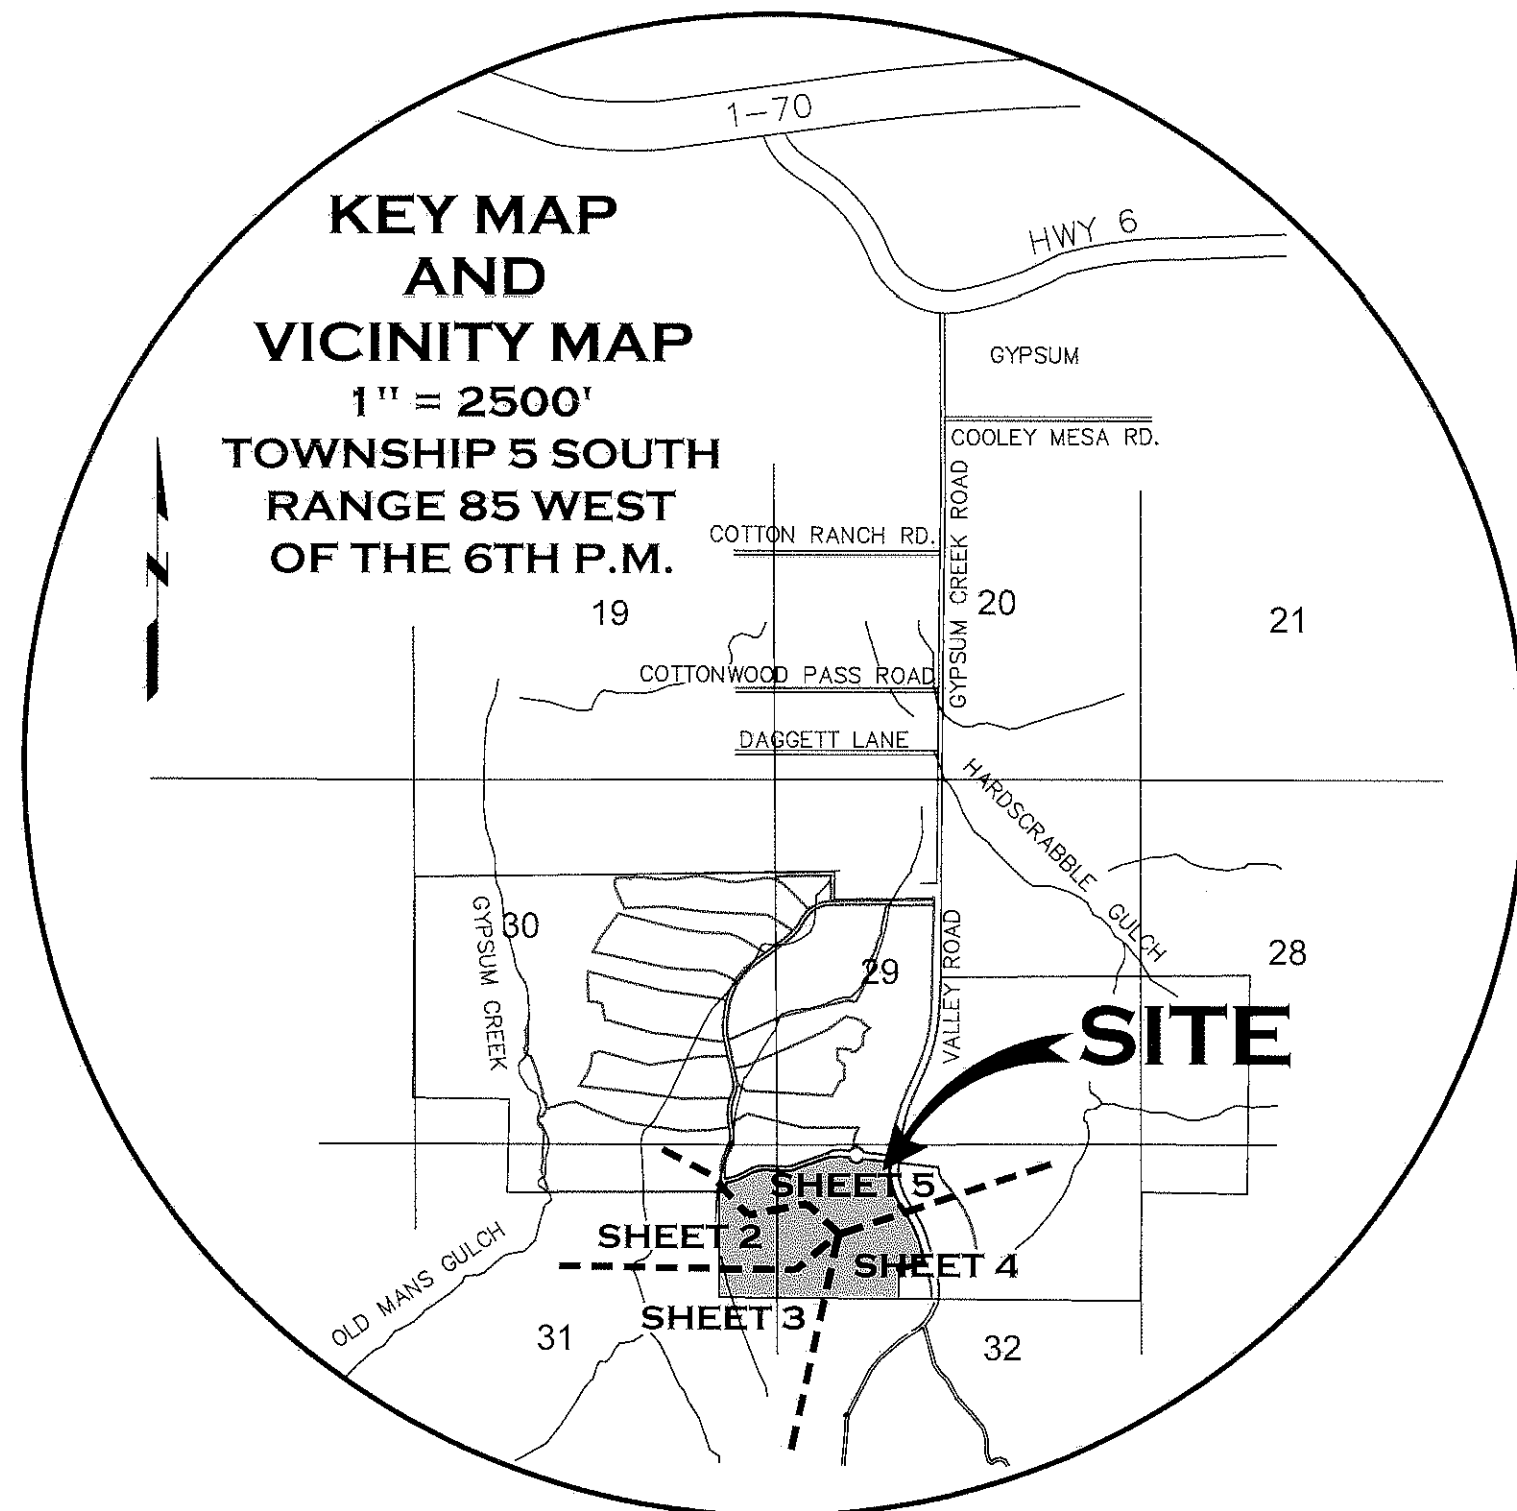 1-70
KEY MAP
AND
VICINITY MAP
1" = 2500'
TOWNSHIP 5 SOUTH
RANGE 85 WEST
OF THE 6TH P.M.
HWY 6
GYPSUM
COOLEY MESA RD.
GYPSUM CREEK ROAD
COTTON RANCH RD.
N
19
20
21
COTTONWOOD PASS ROAD
DAGGETT LANE
HARDSCRABBLE GULCH
GYPSUM CREEK
30
29
28
VALLEY ROAD
SITE
SHEET 5
SHEET 2
SHEET 4
SHEET 3
OLD MANS GULCH
31
32